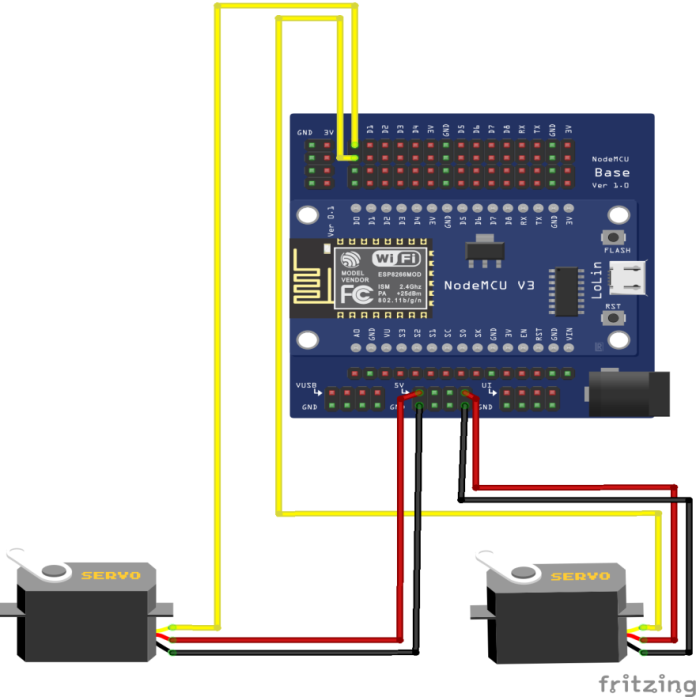 GND 3V D1 D2 D3 D4 3V GND D5 D6 D7 D8 RX TX GND 3V
NodeMCU
Base
Ver 1.0
Ver 0.1
D0 D1 D2 D3 D4 3V GND D5 D6 D7 D8 RX TX GND 3V
FLASH
WiFi
MODEL
VENDOR
ESP8266MOD
FC
ISM 2.4Ghz
PA +25dBm
802.11b/g/n
NodeMCU V3
LoLin
RST
A0 GND VU S3 S2 S1 SC S0 SK GND 3V EN RST GND VIN
VUSB 5V UI
GND GND GND
SERVO
SERVO
fritzing